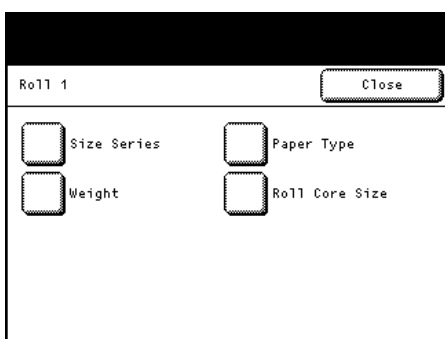 Roll 1 Close
Size Series Paper Type
Weight Roll Core Size